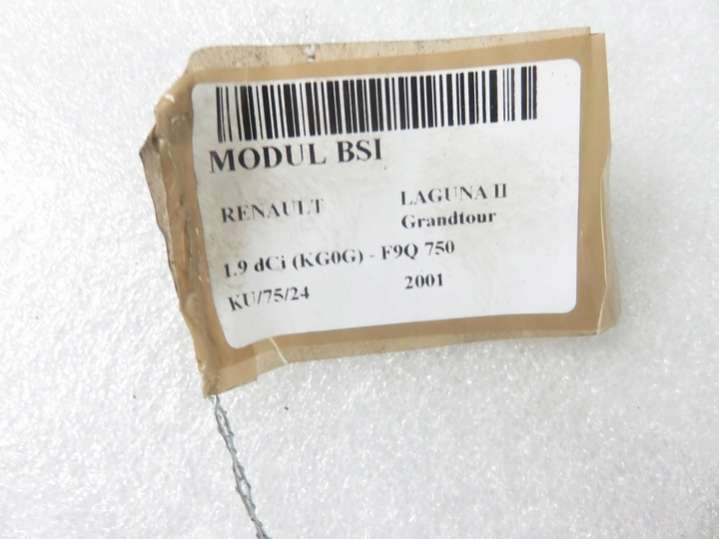 MODUL BSI
RENAULT LAGUNA II
Grandtour
1.9 dCi (KG0G) - F9Q 750
KU/75/24 2001